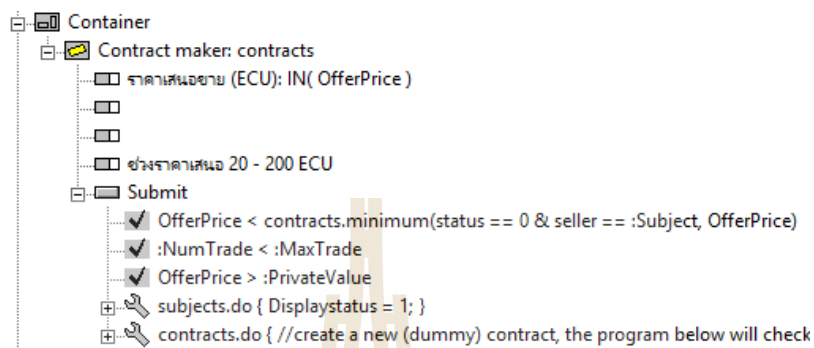 Container
Contract maker: contracts
ราคาเสนอขาย (ECU): IN( OfferPrice )
ช่วงราคาเสนอ 20 - 200 ECU
Submit
OfferPrice < contracts.minimum(status == 0 & seller == :Subject, OfferPrice)
:NumTrade < :MaxTrade
OfferPrice > :PrivateValue
subjects.do { Displaystatus = 1; }
contracts.do { //create a new (dummy) contract, the program below will check